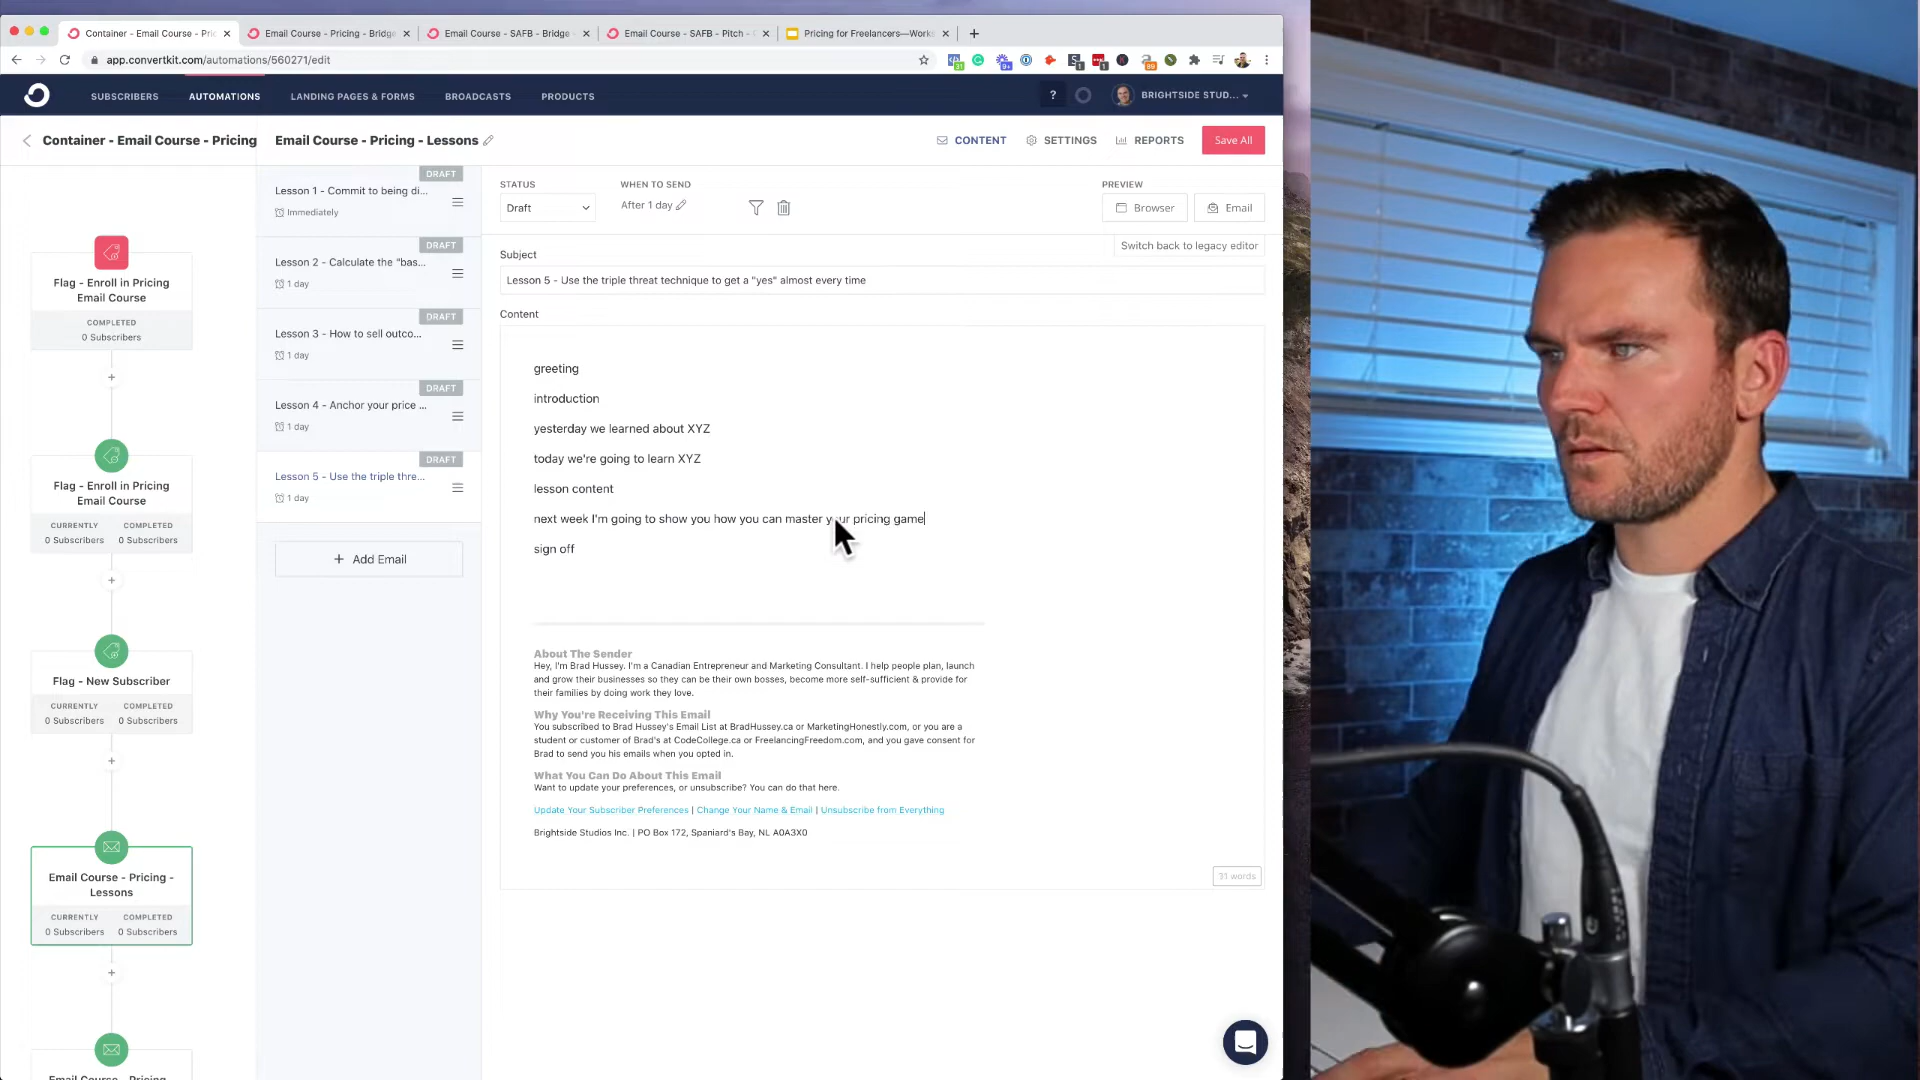 Container - Email Course - Pric
Email Course - Pricing - Bridge
Email Course - SAFB - Bridge -
Email Course - SAFB - Pitch -
Pricing for Freelancers—Works
app.convertkit.com/automations/560271/edit
SUBSCRIBERS
AUTOMATIONS
LANDING PAGES & FORMS
BROADCASTS
PRODUCTS
?
BRIGHTSIDE STUD...
Container - Email Course - Pricing
Email Course - Pricing - Lessons
CONTENT
SETTINGS
REPORTS
Save All
Flag - Enroll in Pricing
Email Course
COMPLETED
0 Subscribers
Flag - Enroll in Pricing
Email Course
CURRENTLY COMPLETED
0 Subscribers 0 Subscribers
Flag - New Subscriber
CURRENTLY COMPLETED
0 Subscribers 0 Subscribers
Email Course - Pricing -
Lessons
CURRENTLY COMPLETED
0 Subscribers 0 Subscribers
Email Course - Pricing
DRAFT
Lesson 1 - Commit to being di...
Immediately
DRAFT
Lesson 2 - Calculate the "bas...
1 day
DRAFT
Lesson 3 - How to sell outco...
1 day
DRAFT
Lesson 4 - Anchor your price ...
1 day
DRAFT
Lesson 5 - Use the triple thre...
1 day
+ Add Email
STATUS
Draft
WHEN TO SEND
After 1 day
PREVIEW
Browser
Email
Switch back to legacy editor
Subject
Lesson 5 - Use the triple threat technique to get a "yes" almost every time
Content
greeting
introduction
yesterday we learned about XYZ
today we're going to learn XYZ
lesson content
next week I'm going to show you how you can master your pricing game
sign off
About The Sender
Hey, I'm Brad Hussey. I'm a Canadian Entrepreneur and Marketing Consultant. I help people plan, launch
and grow their businesses so they can be their own bosses, become more self-sufficient & provide for
their families by doing work they love.
Why You're Receiving This Email
You subscribed to Brad Hussey's Email List at BradHussey.ca or MarketingHonestly.com, or you are a
student or customer of Brad's at CodeCollege.ca or FreelancingFreedom.com, and you gave consent for
Brad to send you his emails when you opted in.
What You Can Do About This Email
Want to update your preferences, or unsubscribe? You can do that here.
Update Your Subscriber Preferences | Change Your Name & Email | Unsubscribe from Everything
Brightside Studios Inc. | PO Box 172, Spaniard's Bay, NL A0A3X0
31 words